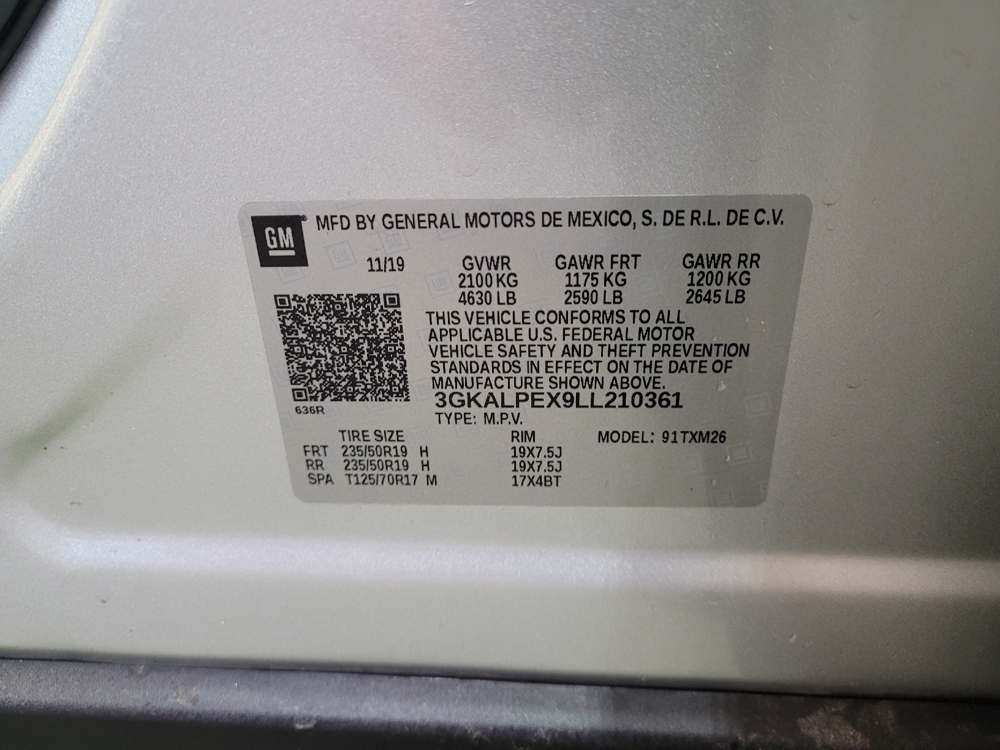 GM MFD BY GENERAL MOTORS DE MEXICO, S. DE R.L. DE C.V.
11/19 GVWR GAWR FRT GAWR RR
2100 KG 1175 KG 1200 KG
4630 LB 2590 LB 2645 LB
THIS VEHICLE CONFORMS TO ALL
APPLICABLE U.S. FEDERAL MOTOR
VEHICLE SAFETY AND THEFT PREVENTION
STANDARDS IN EFFECT ON THE DATE OF
MANUFACTURE SHOWN ABOVE.
3GKALPEX9LL210361
636R
TYPE: M.P.V.
TIRE SIZE RIM MODEL: 91TXM26
FRT 235/50R19 H 19X7.5J
RR 235/50R19 H 19X7.5J
SPA T125/70R17 M 17X4BT